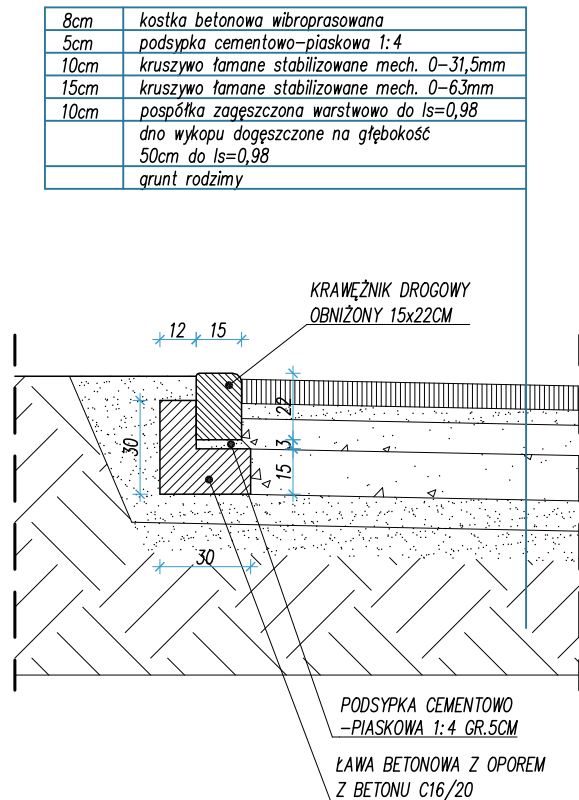 8cm kostka betonowa wibroprasowana
5cm podsypka cementowo-piaskowa 1:4
10cm kruszywo łamane stabilizowane mech. 0-31,5mm
15cm kruszywo łamane stabilizowane mech. 0-63mm
10cm pospółka zagęszczona warstwowo do Is=0,98
dno wykopu dogęszczone na głębokość
50cm do Is=0,98
grunt rodzimy
KRAWĘŻNIK DROGOWY
OBNIŻONY 15x22CM
12 15
22
30
3
15
30
PODSYPKA CEMENTOWO
-PIASKOWA 1:4 GR.5CM
ŁAWA BETONOWA Z OPOREM
Z BETONU C16/20